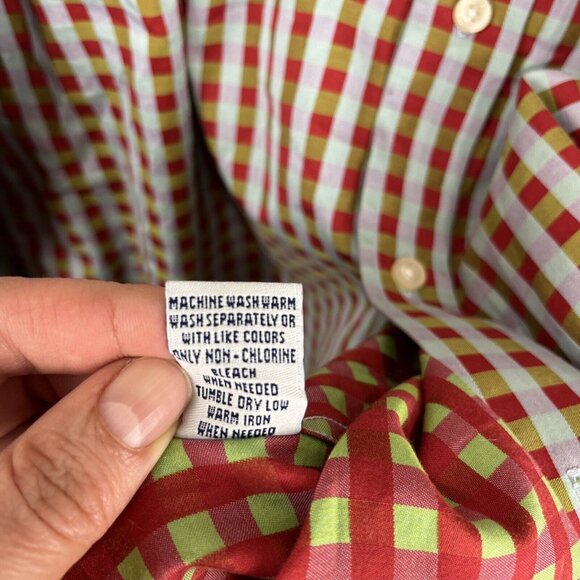 MACHINE WASH WARM
WASH SEPARATELY OR
WITH LIKE COLORS
ONLY NON-CHLORINE
BLEACH
WHEN NEEDED
TUMBLE DRY LOW
WARM IRON
WHEN NEEDED